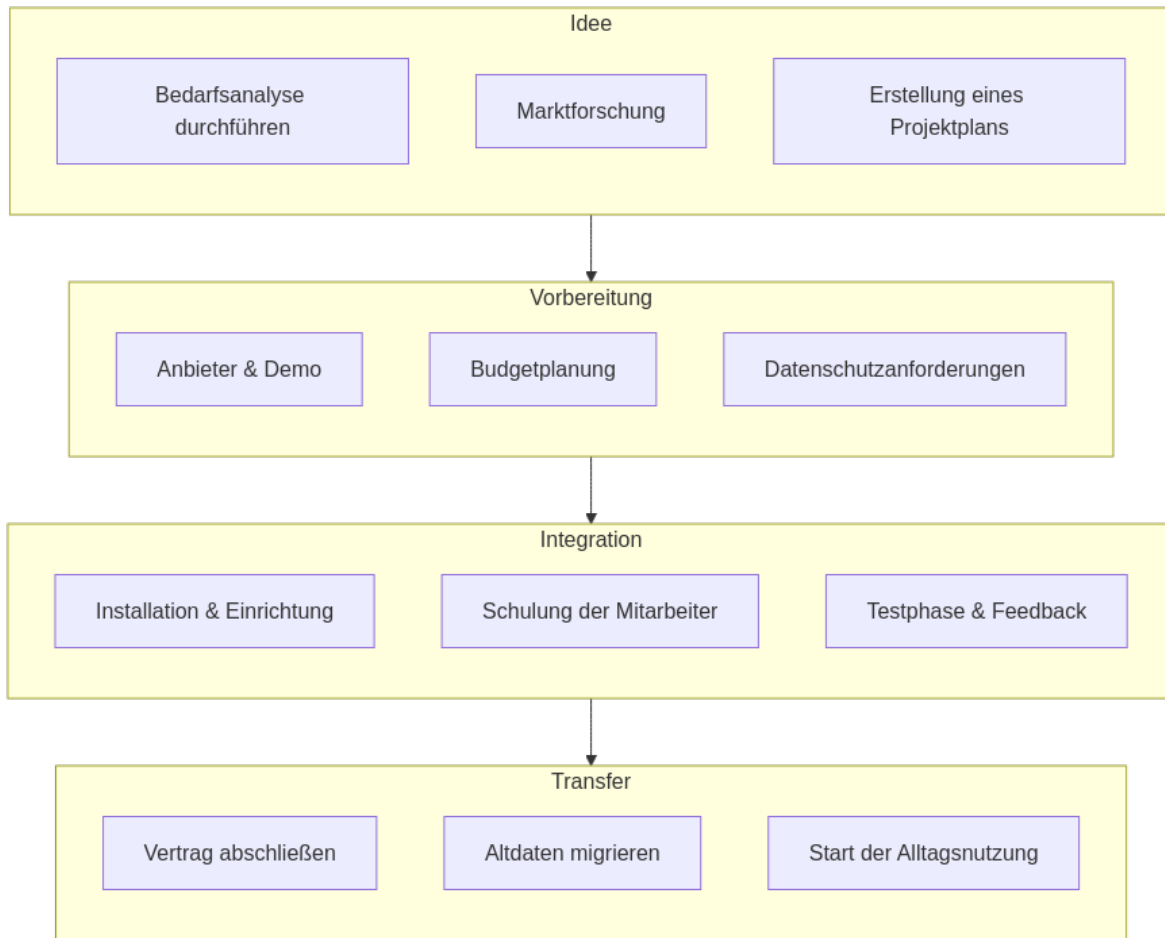 Idee
Bedarfsanalyse
durchführen
Marktforschung
Erstellung eines
Projektplans
Vorbereitung
Anbieter & Demo
Budgetplanung
Datenschutzanforderungen
Integration
Installation & Einrichtung
Schulung der Mitarbeiter
Testphase & Feedback
Transfer
Vertrag abschließen
Altdaten migrieren
Start der Alltagsnutzung